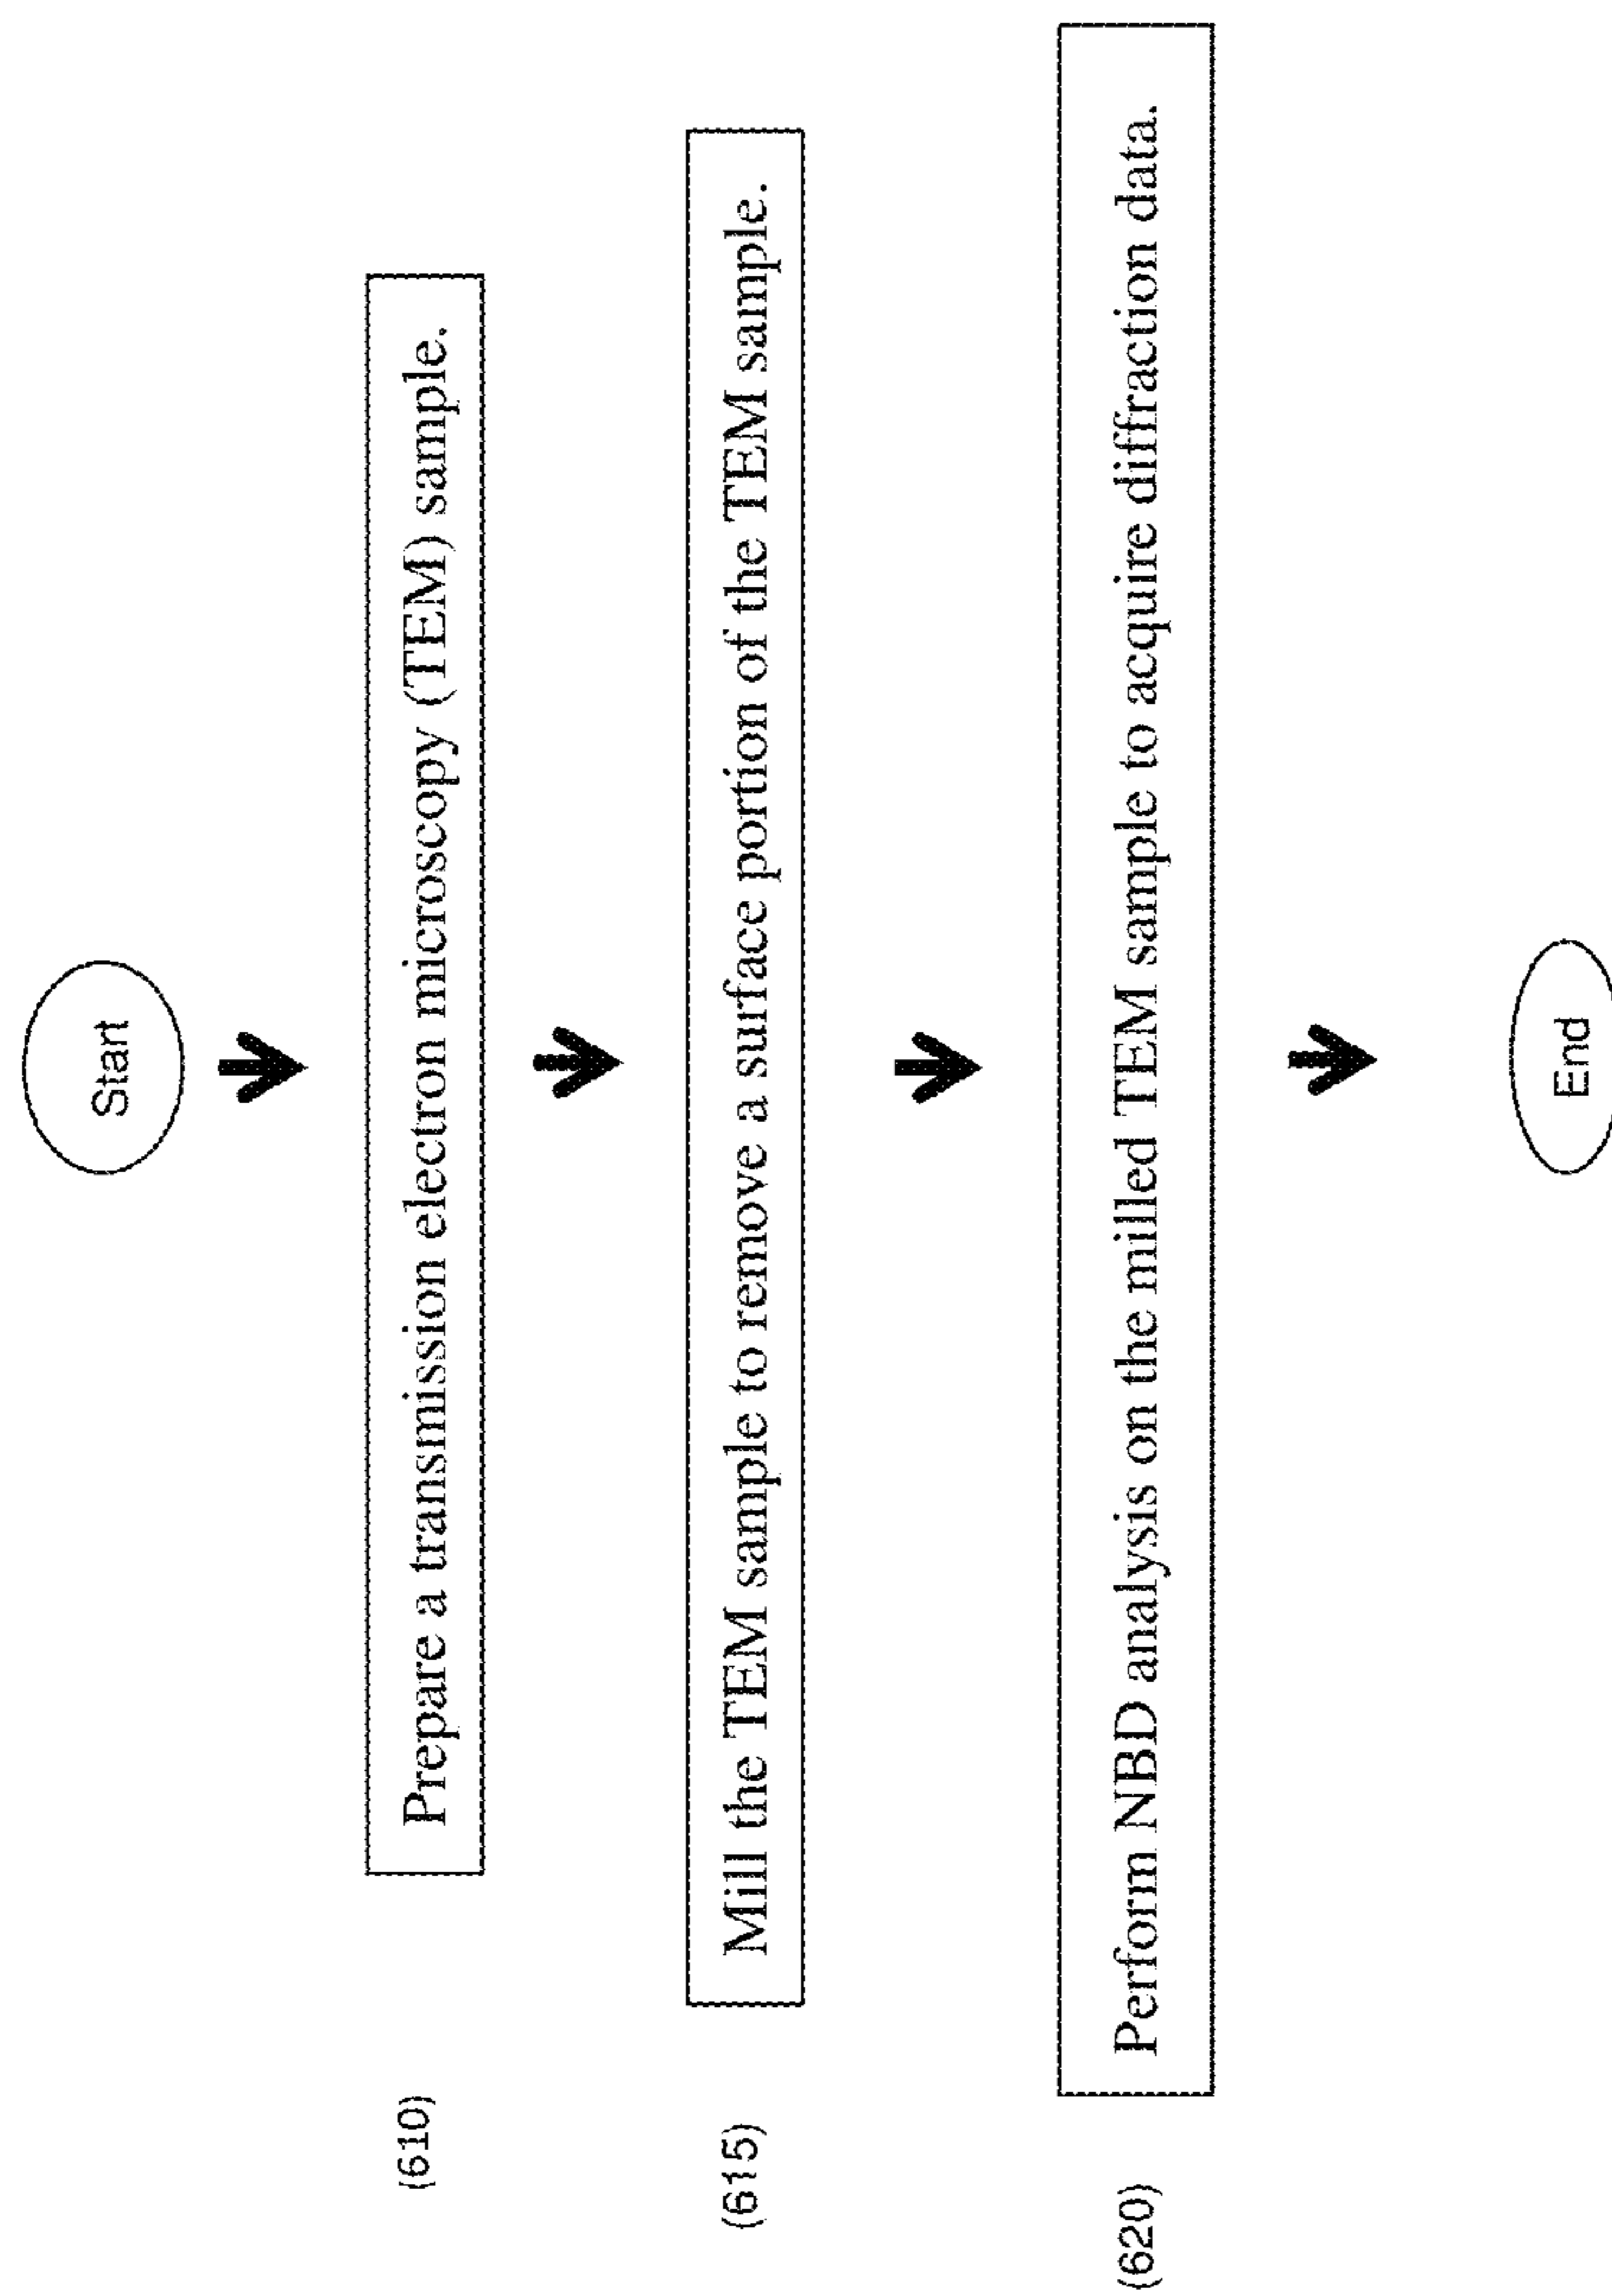 Start
(610)
Prepare a transmission electron microscopy (TEM) sample.
(615)
Mill the TEM sample to remove a surface portion of the TEM sample.
(620)
Perform NBD analysis on the milled TEM sample to acquire diffraction data.
End